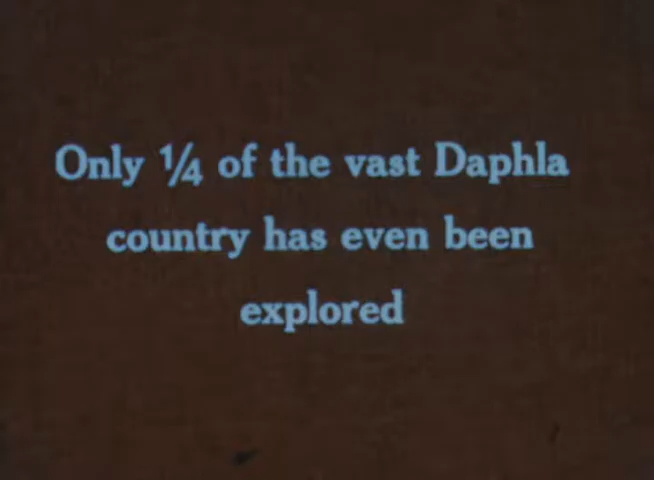 Only ¼ of the vast Daphla
country has even been
explored